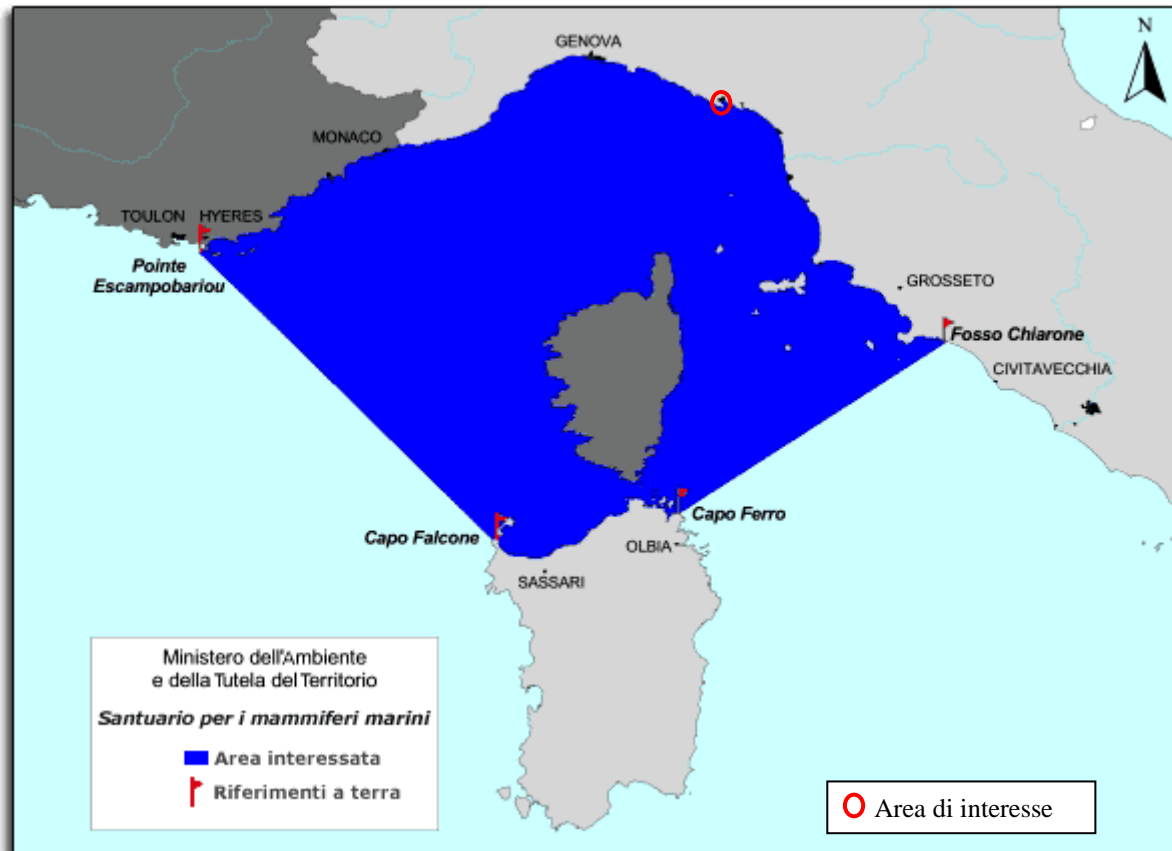 GENOVA
N
MONACO
TOULON HYERES
Pointe
Escampobariou
GROSSETO
Fosso Chiarone
CIVITAVECCHIA
Capo Ferro
Capo Falcone
OLBIA
SASSARI
Ministero dell'Ambiente
e della Tutela del Territorio
Santuario per i mammiferi marini
Area interessata
Riferimenti a terra
Area di interesse